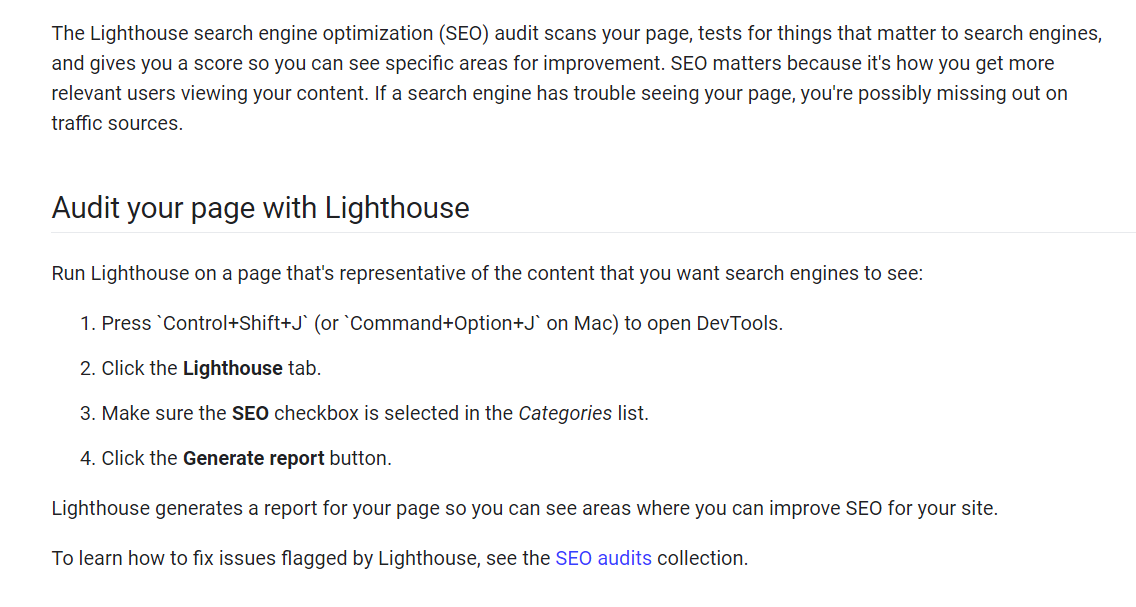 The Lighthouse search engine optimization (SEO) audit scans your page, tests for things that matter to search engines,
and gives you a score so you can see specific areas for improvement. SEO matters because it's how you get more
relevant users viewing your content. If a search engine has trouble seeing your page, you're possibly missing out on
traffic sources.
Audit your page with Lighthouse
Run Lighthouse on a page that's representative of the content that you want search engines to see:
1. Press `Control+Shift+J` (or `Command+Option+J` on Mac) to open DevTools.
2. Click the Lighthouse tab.
3. Make sure the SEO checkbox is selected in the Categories list.
4. Click the Generate report button.
Lighthouse generates a report for your page so you can see areas where you can improve SEO for your site.
To learn how to fix issues flagged by Lighthouse, see the SEO audits collection.